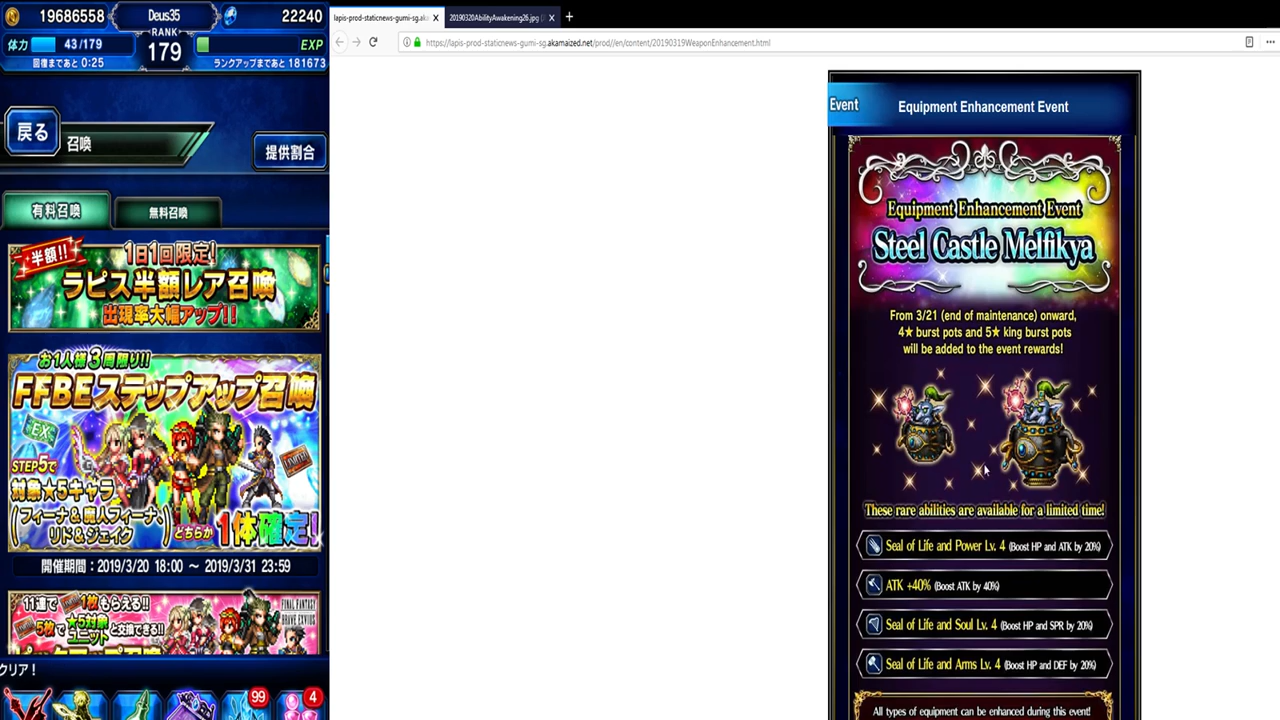 19686558
Deus35
22240
RANK
179
体力 43/179
EXP
回復まであと 0:25
ランクアップまであと 181673
戻る
召喚
提供割合
有料召喚
無料召喚
半額!!
1日1回限定!
ラピス半額レア召喚
出現率大幅アップ!!
お1人様3周限り!!
FFBEステップアップ召喚
EX
STEP5で
対象★5キャラ
(フィーナ&魔人フィーナ、
リド&ジェイク)
どちらか1体確定!
開催期間:2019/3/20 18:00 ~ 2019/3/31 23:59
11連で 1枚もらえる!!
5枚で ★5対象ユニット と交換できる!!
FINAL FANTASY
BRAVE EXVIUS
クリア!
99
4
lapis-prod-staticnews-gumi-sg.aka
20190320AbilityAwakening26.jpg (
https://lapis-prod-staticnews-gumi-sg.akamaized.net/prod//en/content/20190319WeaponEnhancement.html
Event
Equipment Enhancement Event
Equipment Enhancement Event
Steel Castle Melfikya
From 3/21 (end of maintenance) onward,
4★ burst pots and 5★ king burst pots
will be added to the event rewards!
These rare abilities are available for a limited time!
Seal of Life and Power Lv. 4 (Boost HP and ATK by 20%)
ATK +40% (Boost ATK by 40%)
Seal of Life and Soul Lv. 4 (Boost HP and SPR by 20%)
Seal of Life and Arms Lv. 4 (Boost HP and DEF by 20%)
All types of equipment can be enhanced during this event!